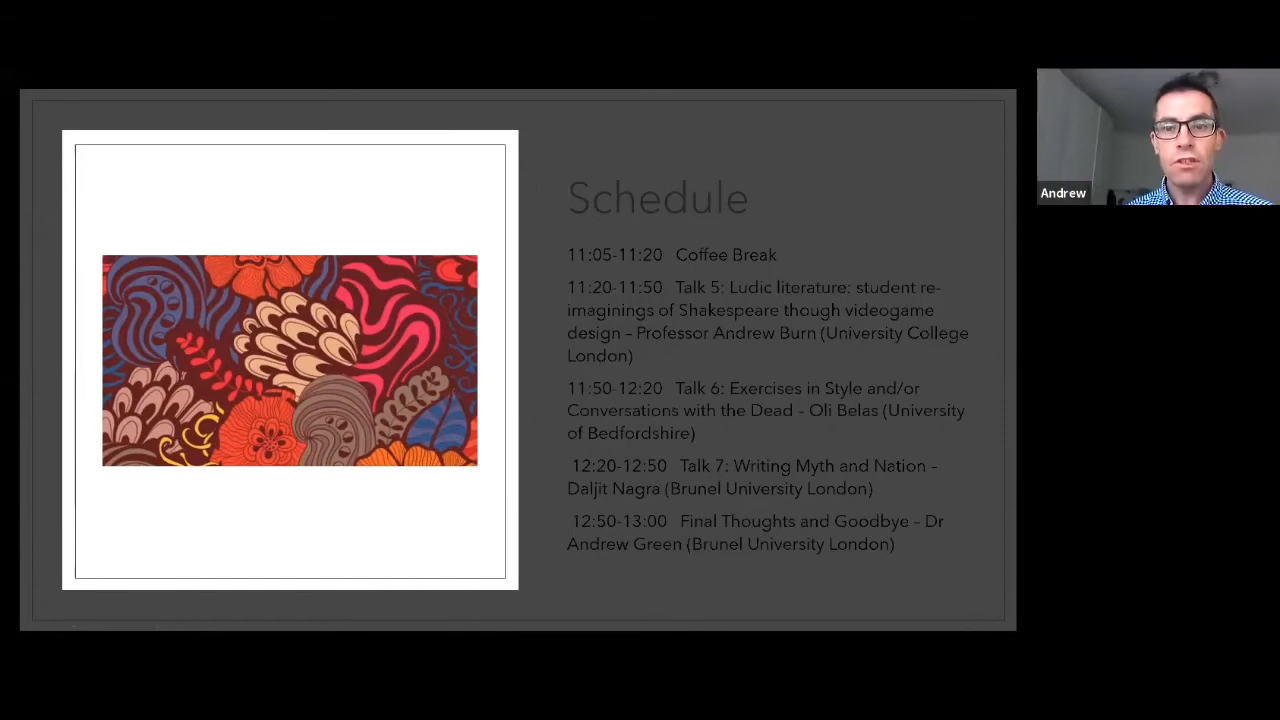 Schedule
11:05-11:20 Coffee Break
11:20-11:50 Talk 5: Ludic literature: student re-
imaginings of Shakespeare though videogame
design – Professor Andrew Burn (University College
London)
11:50-12:20 Talk 6: Exercises in Style and/or
Conversations with the Dead – Oli Belas (University
of Bedfordshire)
12:20-12:50 Talk 7: Writing Myth and Nation –
Daljit Nagra (Brunel University London)
12:50-13:00 Final Thoughts and Goodbye – Dr
Andrew Green (Brunel University London)
Andrew